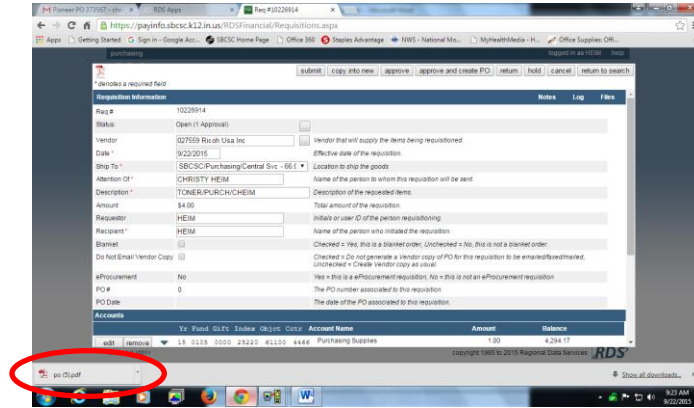 Pioneer PO 373567 - phi
RDS Apps
Req #10226914
https://payinfo.sbcsc.k12.in.us/RDSFinancial/Requisitions.aspx
Apps Getting Started Sign in - Google Acc... SBCSC Home Page Office 360 Staples Advantage NWS - National Mo... MyHealthMedia - H... Office Supplies: Offi...
purchasing logged in as HEIM help
submit copy into new approve approve and create PO return hold cancel return to search
* denotes a required field
Requisition Information Notes Log Files
Req # 10226914
Status Open (1 Approval)
Vendor 027559 Ricoh Usa Inc ... Vendor that will supply the items being requisitioned.
Date * 9/22/2015 Effective date of the requisition.
Ship To * SBCSC/Purchasing/Central Svc - 66.( Location to ship the goods
Attention Of * CHRISTY HEIM Name of the person to whom this requisition will be sent.
Description * TONER/PURCH/CHEIM Description of the requested items.
Amount $4.00 Total amount of the requisition.
Requestor HEIM Initials or user ID of the person requisitioning.
Recipient * HEIM Name of the person who initiated the requisition.
Blanket Checked = Yes, this is a blanket order, Unchecked = No, this is not a blanket order.
Do Not Email Vendor Copy Checked = Do not generate a Vendor copy of PO for this requisition to be emailed/faxed/mailed,
Unchecked = Create Vendor copy as usual
eProcurement No Yes = this is a eProcurement requisition, No = this is not an eProcurement requisition
PO # 0 The PO number associated to this requisition.
PO Date The date of the PO associated to this requisition.
Accounts
Yr Fund Gift Index Objct Cntr Account Name Amount Balance
edit remove 15 0105 0000 25220 61100 4466 Purchasing Supplies 1.00 4,294.17
copyright 1985 to 2015 Regional Data Services RDS
po (3).pdf
Show all downloads...
9:23 AM
9/22/2015